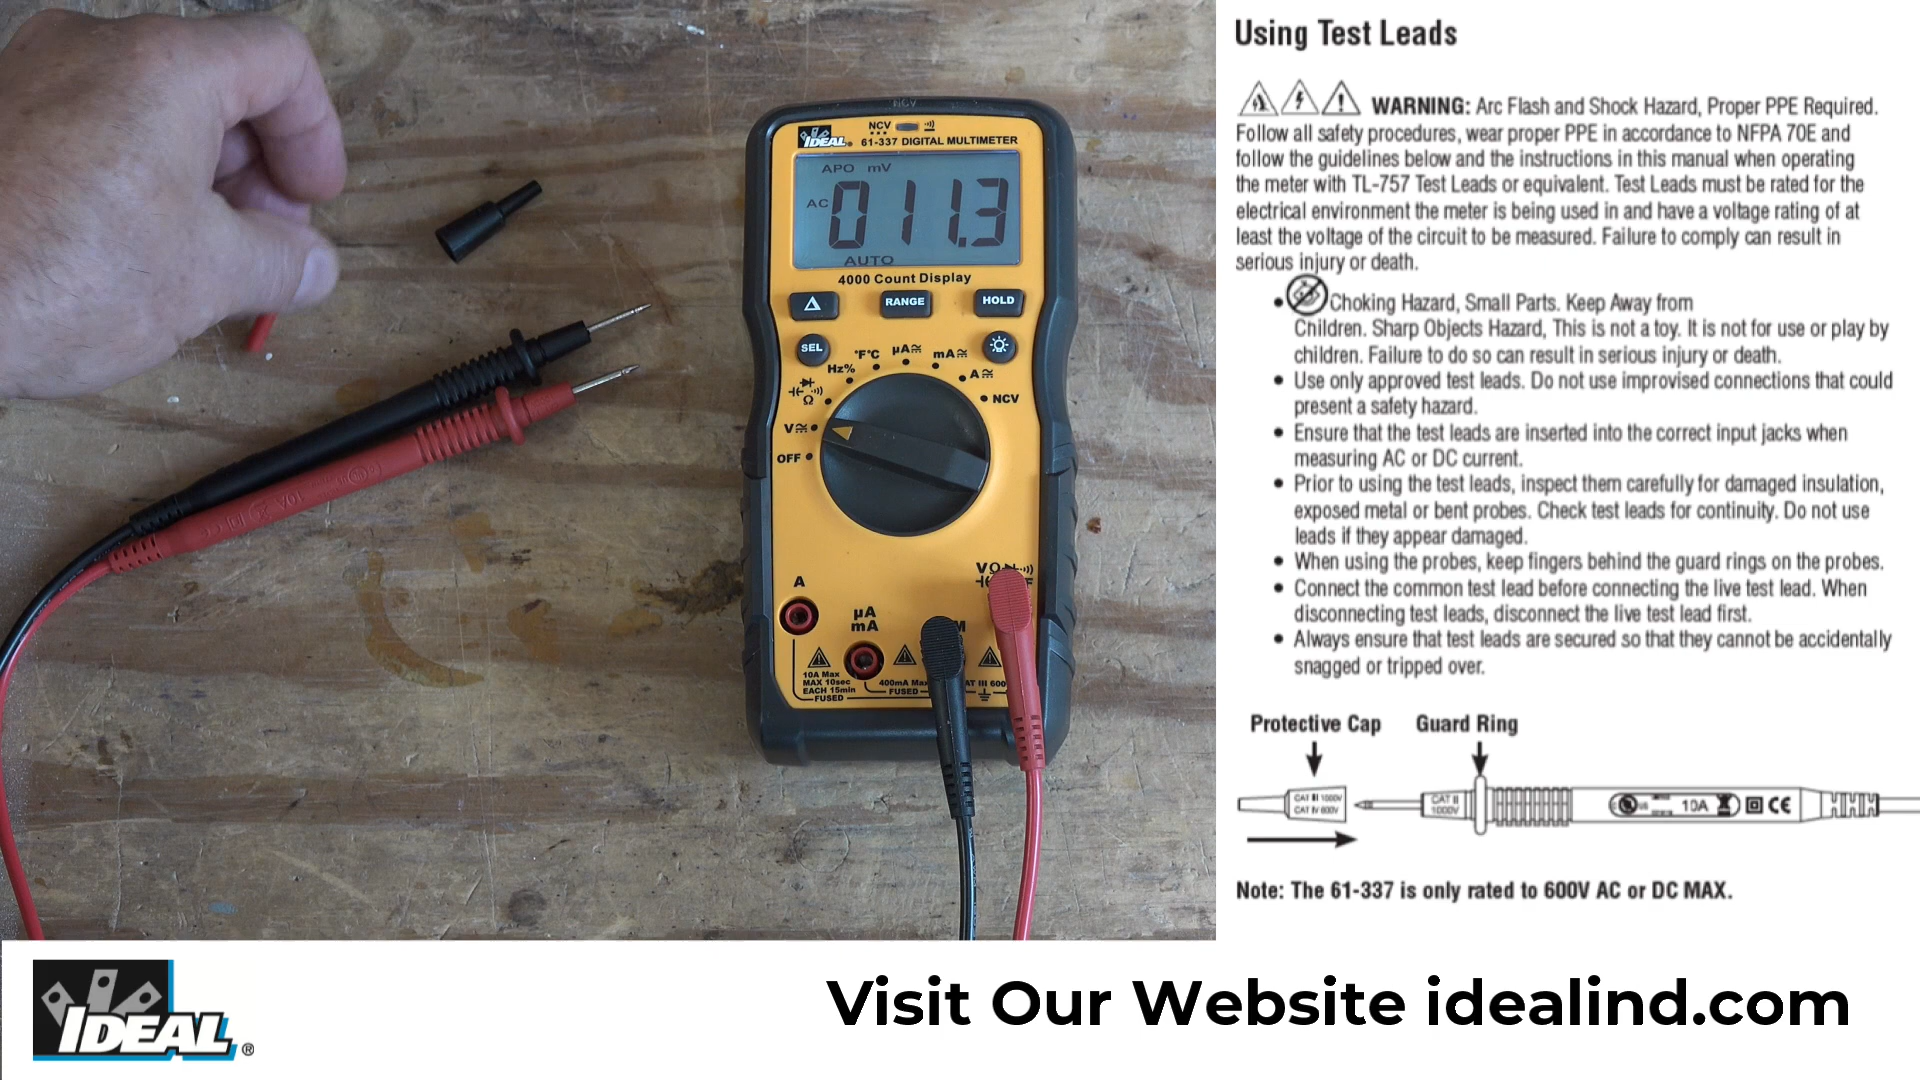 Using Test Leads
WARNING: Arc Flash and Shock Hazard, Proper PPE Required.
Follow all safety procedures, wear proper PPE in accordance to NFPA 70E and
follow the guidelines below and the instructions in this manual when operating
the meter with TL-757 Test Leads or equivalent. Test Leads must be rated for the
electrical environment the meter is being used in and have a voltage rating of at
least the voltage of the circuit to be measured. Failure to comply can result in
serious injury or death.
• Choking Hazard, Small Parts. Keep Away from
Children. Sharp Objects Hazard, This is not a toy. It is not for use or play by
children. Failure to do so can result in serious injury or death.
• Use only approved test leads. Do not use improvised connections that could
present a safety hazard.
• Ensure that the test leads are inserted into the correct input jacks when
measuring AC or DC current.
• Prior to using the test leads, inspect them carefully for damaged insulation,
exposed metal or bent probes. Check test leads for continuity. Do not use
leads if they appear damaged.
• When using the probes, keep fingers behind the guard rings on the probes.
• Connect the common test lead before connecting the live test lead. When
disconnecting test leads, disconnect the live test lead first.
• Always ensure that test leads are secured so that they cannot be accidentally
snagged or tripped over.
Protective Cap Guard Ring
CAT III 1000V
CAT IV 600V
CAT II
1000V
10A CE
Note: The 61-337 is only rated to 600V AC or DC MAX.
NCV
NCV
IDEAL® 61-337 DIGITAL MULTIMETER
APO mV
AC 011.3
AUTO
4000 Count Display
Δ RANGE HOLD
SEL
°F°C µA≅ mA≅
Hz% A≅
Ω NCV
V≅
OFF
VΩ
A
µA
mA
M
10A Max
MAX 10sec
EACH 15min
FUSED
400mA Max
FUSED
AT III 600
10A
IDEAL®
Visit Our Website idealind.com